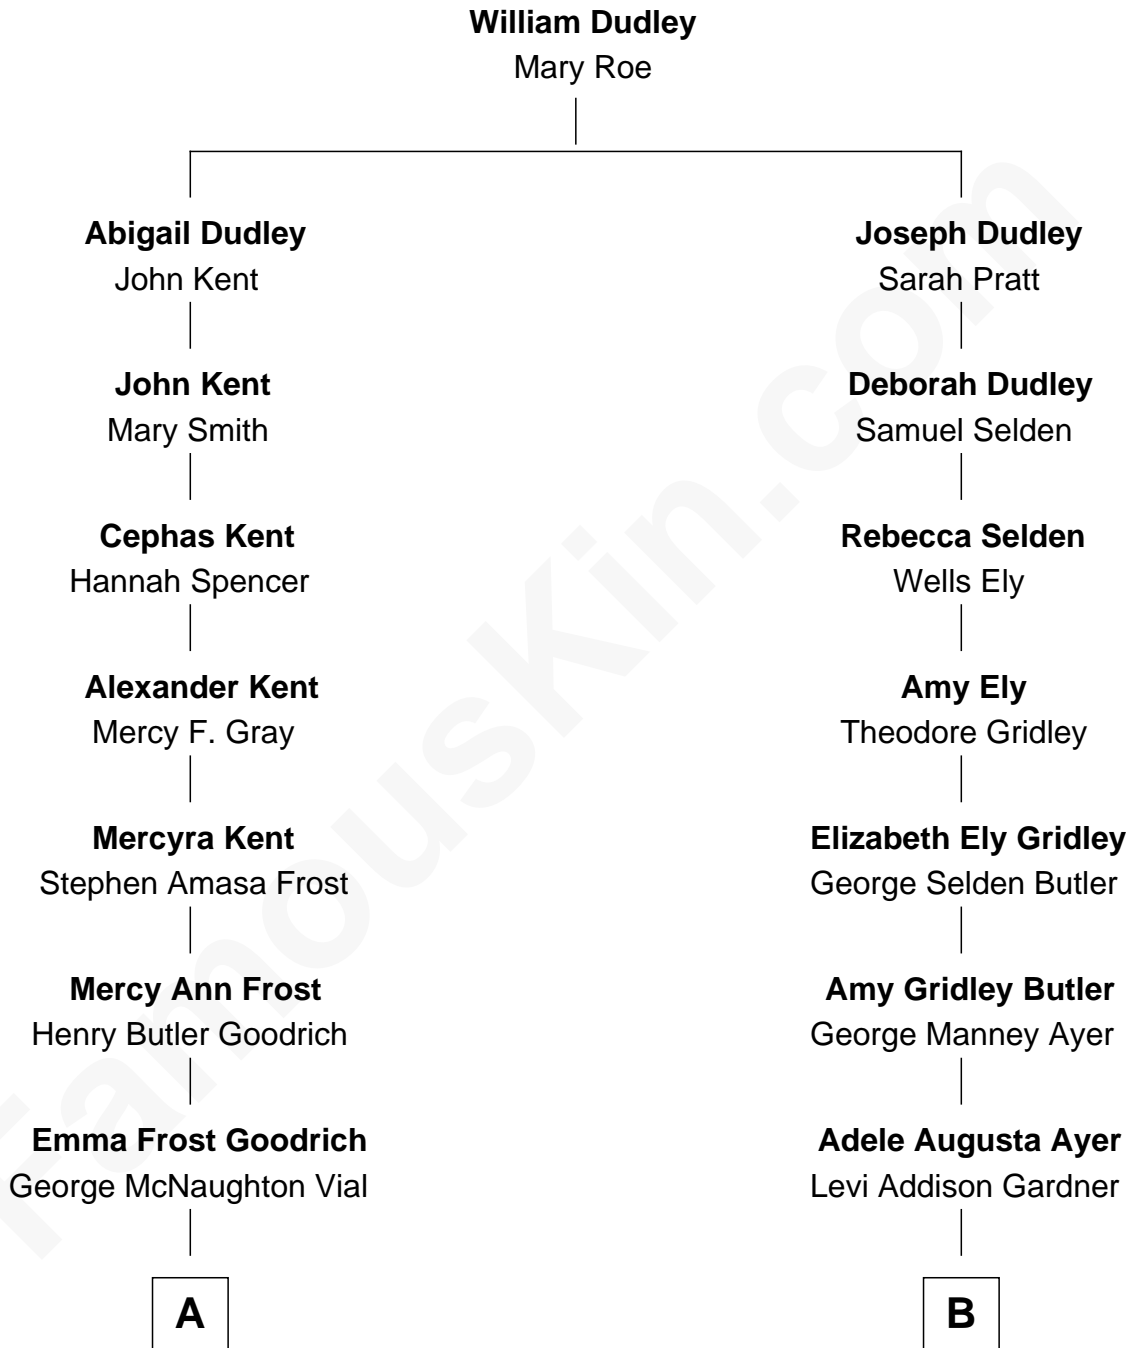 William Dudley
Mary Roe
Abigail Dudley
John Kent
Joseph Dudley
Sarah Pratt
John Kent
Mary Smith
Deborah Dudley
Samuel Selden
Cephas Kent
Hannah Spencer
Rebecca Selden
Wells Ely
Alexander Kent
Mercy F. Gray
Amy Ely
Theodore Gridley
Mercyra Kent
Stephen Amasa Frost
Elizabeth Ely Gridley
George Selden Butler
Mercy Ann Frost
Henry Butler Goodrich
Amy Gridley Butler
George Manney Ayer
Emma Frost Goodrich
George McNaughton Vial
Adele Augusta Ayer
Levi Addison Gardner
A
B
FamousKin.com